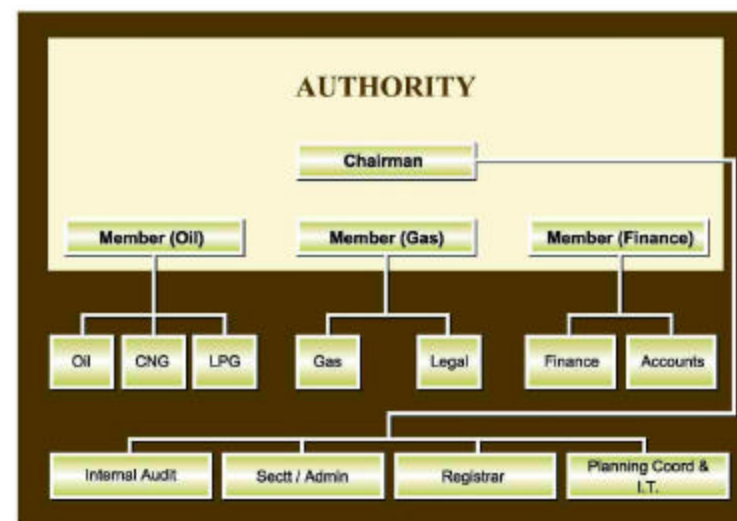 AUTHORITY
Chairman
Member (Oil)
Member (Gas)
Member (Finance)
Oil
CNG
LPG
Gas
Legal
Finance
Accounts
Internal Audit
Sectt / Admin
Registrar
Planning Coord &
I.T.